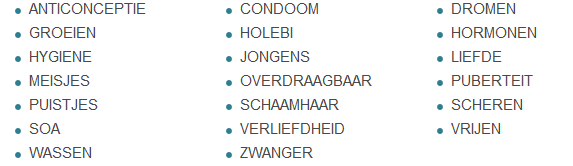 ANTICONCEPTIE CONDOOM DROMEN
GROEIEN HOLEBI HORMONEN
HYGIENE JONGENS LIEFDE
MEISJES OVERDRAAGBAAR PUBERTEIT
PUISTJES SCHAAMHAAR SCHEREN
SOA VERLIEFDHEID VRIJEN
WASSEN ZWANGER